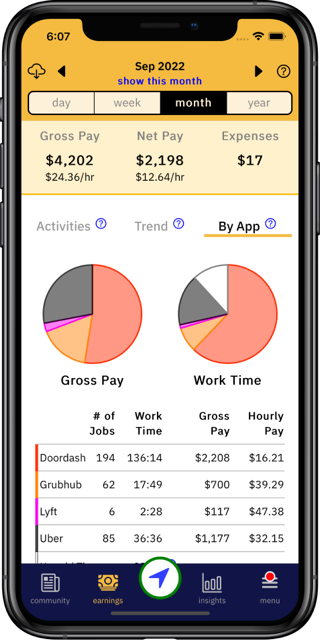 6:07
Sep 2022
show this month
day week month year
Gross Pay Net Pay Expenses
$4,202 $2,198 $17
$24.36/hr $12.64/hr
Activities ? Trend ? By App ?
Gross Pay Work Time
# of Jobs Work Time Gross Pay Hourly Pay
Doordash 194 136:14 $2,208 $16.21
Grubhub 62 17:49 $700 $39.29
Lyft 6 2:28 $117 $47.38
Uber 85 36:36 $1,177 $32.15
community earnings insights menu